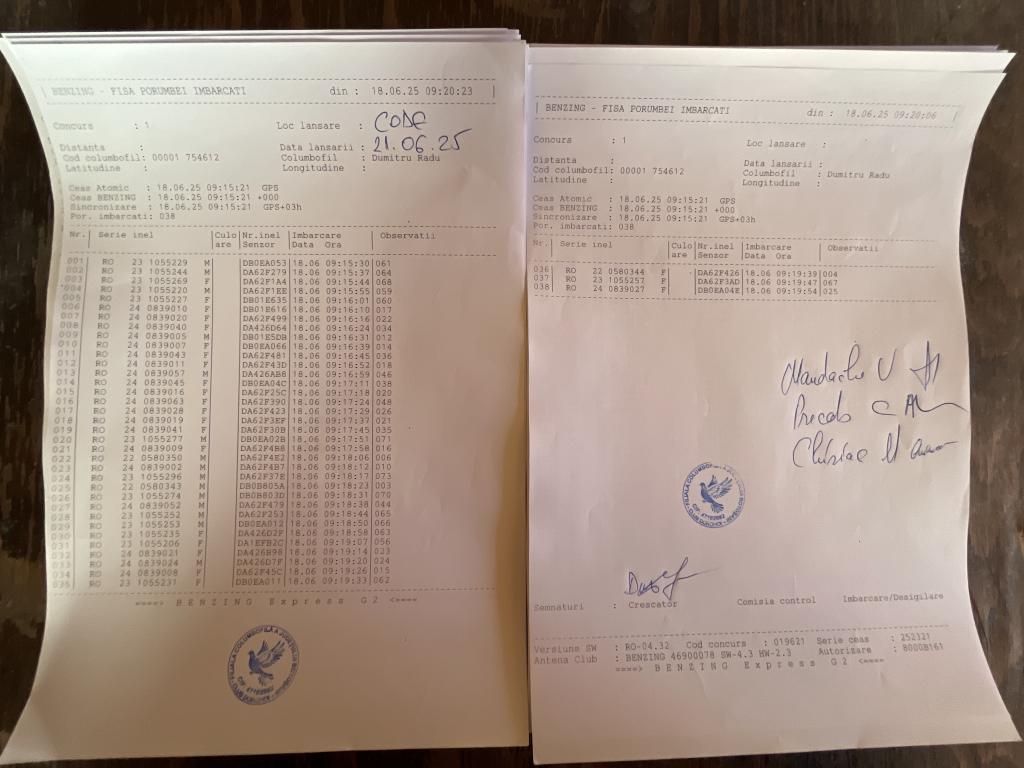 BENZING - FISA PORUMBEI IMBARCATI din : 18.06.25 09:20:23
Concurs : 1 Loc lansare : CODE
Distanta : Data lansarii : 21.06.25
Cod columbofil: 00001 754612 Columbofil : Dumitru Radu
Latitudine : Longitudine :
Ceas Atomic : 18.06.25 09:15:21 GPS
Ceas BENZING : 18.06.25 09:15:21 +000
Sincronizare : 18.06.25 09:15:21 GPS+03h
Por. imbarcati: 038
Nr. Serie inel Culo Nr.inel Imbarcare Observatii
are Senzor Data Ora
001 RO 23 1055229 M DB0EA053 18.06 09:15:30 061
002 RO 23 1055244 M DA62F279 18.06 09:15:37 064
003 RO 23 1055269 F DA62F1A4 18.06 09:15:44 068
004 RO 23 1055220 M DA62F1EE 18.06 09:15:55 059
005 RO 23 1055227 F DB01E635 18.06 09:16:01 060
006 RO 24 0839010 F DB01E616 18.06 09:16:10 017
007 RO 24 0839020 F DA62F499 18.06 09:16:16 022
008 RO 24 0839040 F DA426D64 18.06 09:16:24 034
009 RO 24 0839005 M DB01E5DB 18.06 09:16:31 012
010 RO 24 0839007 F DB0EA066 18.06 09:16:39 014
011 RO 24 0839043 F DA62F481 18.06 09:16:45 036
012 RO 24 0839011 F DA62F43D 18.06 09:16:52 018
013 RO 24 0839057 M DA426AB8 18.06 09:16:59 046
014 RO 24 0839045 F DB0EA04C 18.06 09:17:11 038
015 RO 24 0839016 F DA62F25C 18.06 09:17:18 020
016 RO 24 0839063 F DA62F390 18.06 09:17:24 048
017 RO 24 0839028 F DA62F423 18.06 09:17:29 026
018 RO 24 0839019 F DA62F3EF 18.06 09:17:37 021
019 RO 24 0839041 F DA62F30B 18.06 09:17:45 035
020 RO 23 1055277 M DB0EA02B 18.06 09:17:51 071
021 RO 24 0839009 F DA62F4B8 18.06 09:17:58 016
022 RO 22 0580350 M DA62F4E2 18.06 09:18:06 006
023 RO 24 0839002 M DA62F4B7 18.06 09:18:12 010
024 RO 23 1055296 M DA62F37E 18.06 09:18:17 073
025 RO 22 0580343 M DB0B805A 18.06 09:18:23 003
026 RO 23 1055274 M DB0B803D 18.06 09:18:31 070
027 RO 24 0839052 M DA62F479 18.06 09:18:38 044
028 RO 23 1055252 M DA62F253 18.06 09:18:44 065
029 RO 23 1055253 M DB0EA012 18.06 09:18:50 066
030 RO 23 1055235 F DA426D2F 18.06 09:18:58 063
031 RO 23 1055206 F DA1EFB2C 18.06 09:19:07 056
032 RO 24 0839021 F DA426B98 18.06 09:19:14 023
033 RO 24 0839024 M DA426D7F 18.06 09:19:20 024
034 RO 24 0839008 F DA62F45C 18.06 09:19:26 015
035 RO 23 1055231 F DB0EA011 18.06 09:19:33 062
====> BENZING Express G2 <====
BENZING - FISA PORUMBEI IMBARCATI din : 18.06.25 09:20:06
Concurs : 1 Loc lansare :
Distanta : Data lansarii :
Cod columbofil: 00001 754612 Columbofil : Dumitru Radu
Latitudine : Longitudine :
Ceas Atomic : 18.06.25 09:15:21 GPS
Ceas BENZING : 18.06.25 09:15:21 +000
Sincronizare : 18.06.25 09:15:21 GPS+03h
Por. imbarcati: 038
Nr. Serie inel Culo Nr.inel Imbarcare Observatii
are Senzor Data Ora
036 RO 22 0580344 F DA62F426 18.06 09:19:39 004
037 RO 23 1055257 F DA62F3AD 18.06 09:19:47 067
038 RO 24 0839027 F DB0EA04E 18.06 09:19:54 025
Semnaturi : Crescator Comisia control Imbarcare/Desigilare
Versiune SW : RO-04.32 Cod concurs : 019621 Serie ceas : 252321
Antena Club : BENZING 46900078 SW-4.3 HW-2.3 Autorizare : 8000B161
====> BENZING Express G2 <====